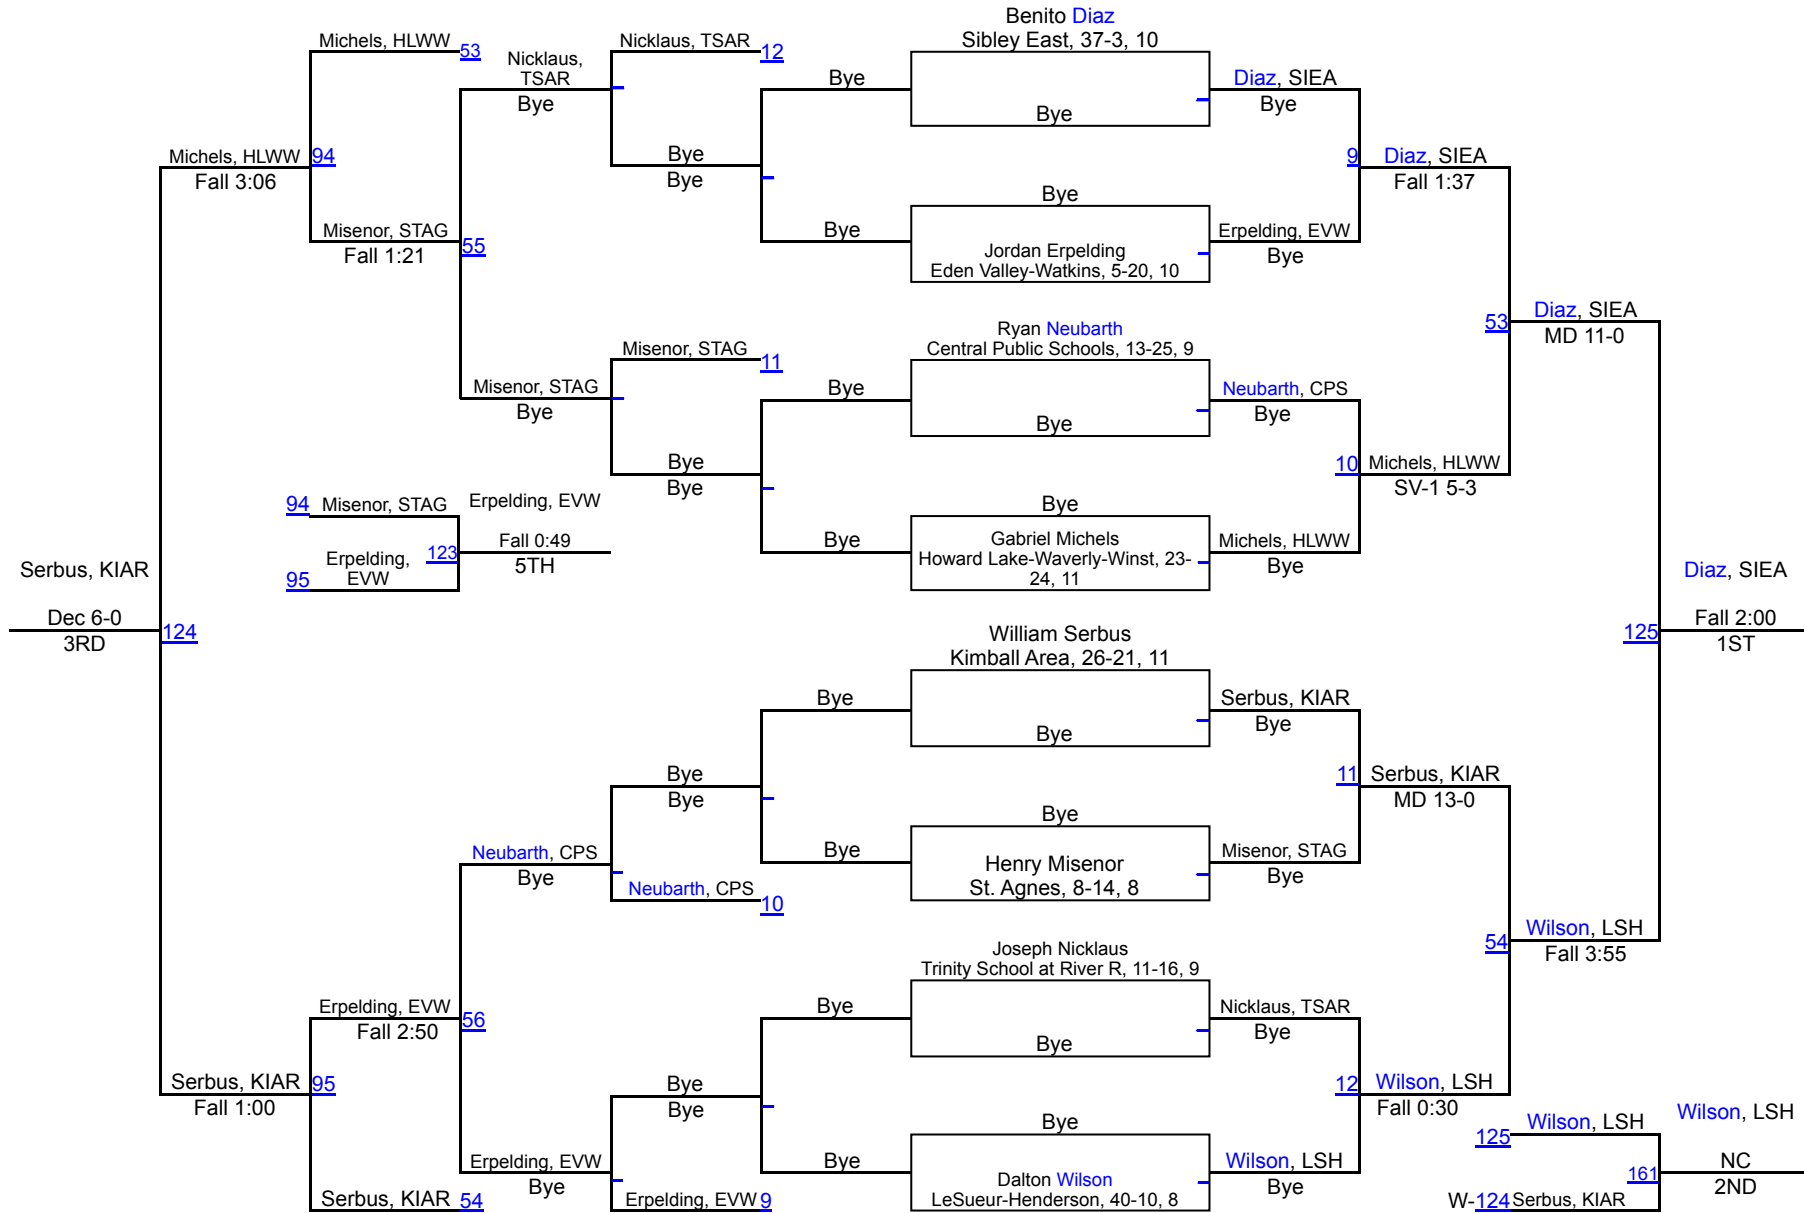 Benito Diaz
Sibley East, 37-3, 10
Michels, HLWW 53
Nicklaus,
TSAR
Bye
Nicklaus, TSAR 12
Bye
Bye
Diaz, SIEA
Bye
Michels, HLWW
Fall 3:06
94
Bye
Bye
9
Diaz, SIEA
Fall 1:37
Misenor, STAG
Fall 1:21
55
Bye
Bye
Jordan Erpelding
Eden Valley-Watkins, 5-20, 10
Erpelding, EVW
Bye
Diaz, SIEA
MD 11-0
53
Ryan Neubarth
Central Public Schools, 13-25, 9
Misenor, STAG 11
Misenor, STAG
Bye
Bye
Bye
Neubarth, CPS
Bye
Bye
Bye
10
Michels, HLWW
SV-1 5-3
94 Misenor, STAG
Erpelding, EVW
Erpelding,
EVW
95
123
Fall 0:49
5TH
Bye
Bye
Gabriel Michels
Howard Lake-Waverly-Winst, 23-
24, 11
Michels, HLWW
Bye
Serbus, KIAR
Dec 6-0
3RD
124
Diaz, SIEA
125
Fall 2:00
1ST
William Serbus
Kimball Area, 26-21, 11
Bye
Bye
Serbus, KIAR
Bye
Bye
Bye
11
Serbus, KIAR
MD 13-0
Bye
Bye
Henry Misenor
St. Agnes, 8-14, 8
Misenor, STAG
Bye
Neubarth, CPS
Bye
Neubarth, CPS
10
54
Wilson, LSH
Fall 3:55
Joseph Nicklaus
Trinity School at River R, 11-16, 9
Bye
Bye
Nicklaus, TSAR
Bye
Erpelding, EVW
Fall 2:50
56
Serbus, KIAR
Fall 1:00
95
Bye
Bye
12
Wilson, LSH
Fall 0:30
Bye
Bye
Dalton Wilson
LeSueur-Henderson, 40-10, 8
Wilson, LSH
Bye
Erpelding, EVW
Bye
Serbus, KIAR 54
Erpelding, EVW 9
Wilson, LSH
125
Wilson, LSH
161
NC
2ND
W-124 Serbus, KIAR